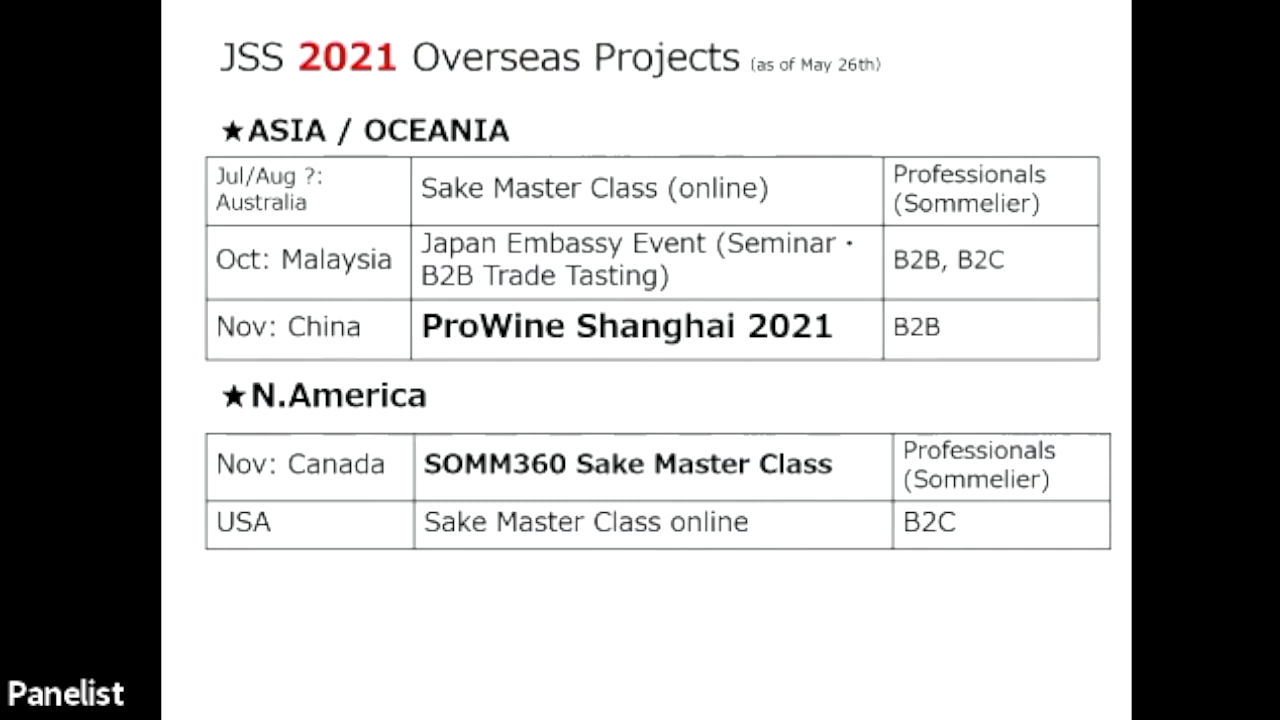 JSS 2021 Overseas Projects (as of May 26th)
★ASIA / OCEANIA
Jul/Aug ?:
Australia
Sake Master Class (online)
Professionals
(Sommelier)
Oct: Malaysia
Japan Embassy Event (Seminar・
B2B Trade Tasting)
B2B, B2C
Nov: China
ProWine Shanghai 2021
B2B
★N.America
Nov: Canada
SOMM360 Sake Master Class
Professionals
(Sommelier)
USA
Sake Master Class online
B2C
Panelist